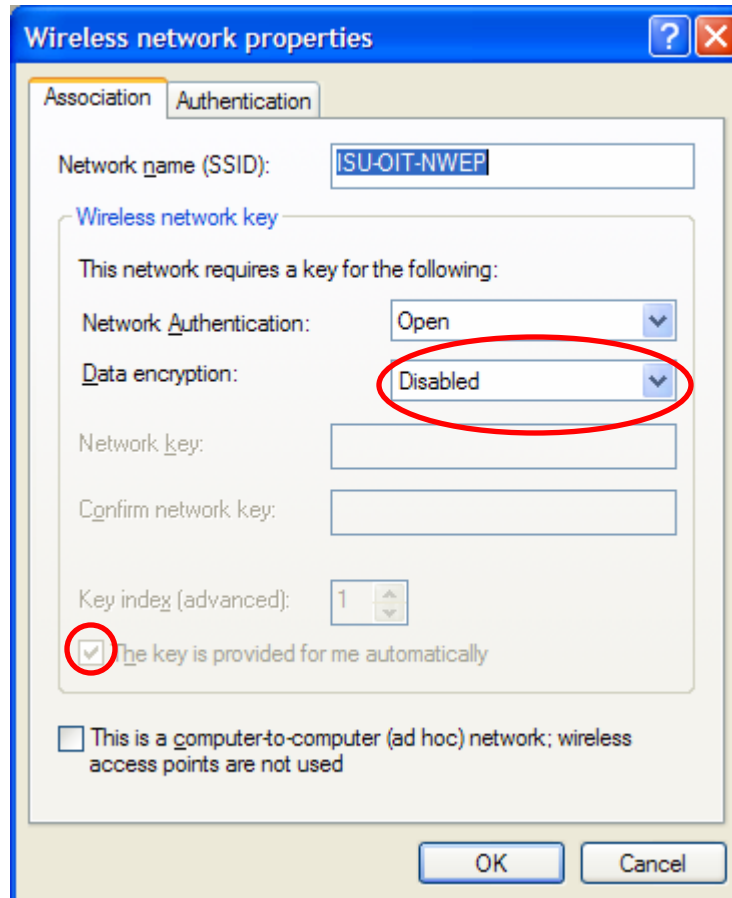 Wireless network properties
Association Authentication
Network name (SSID): ISU-OIT-NWEP
Wireless network key
This network requires a key for the following:
Network Authentication: Open
Data encryption: Disabled
Network key:
Confirm network key:
Key index (advanced): 1
The key is provided for me automatically
This is a computer-to-computer (ad hoc) network; wireless
access points are not used
OK Cancel